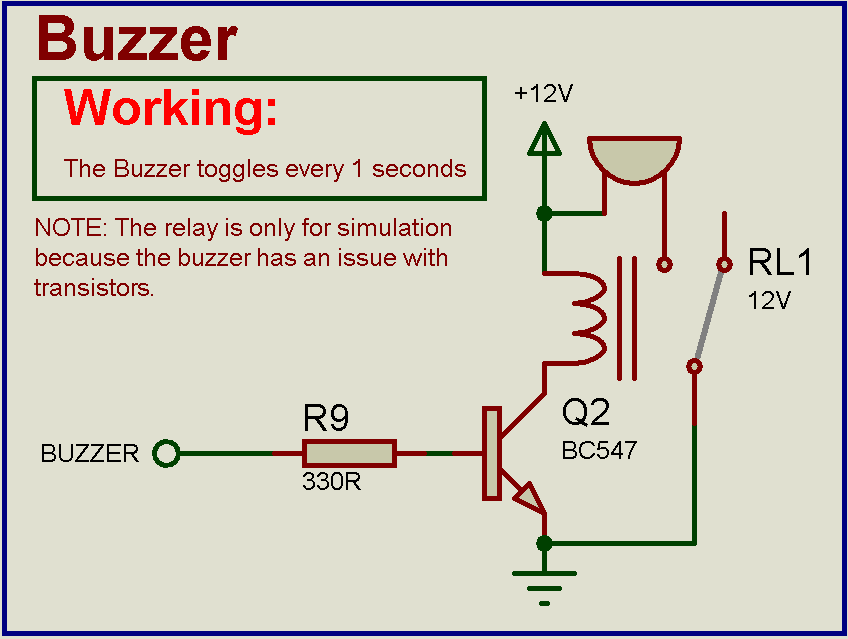 Buzzer
Working:
The Buzzer toggles every 1 seconds
NOTE: The relay is only for simulation
because the buzzer has an issue with
transistors.
+12V
RL1
12V
Q2
BC547
R9
BUZZER
330R